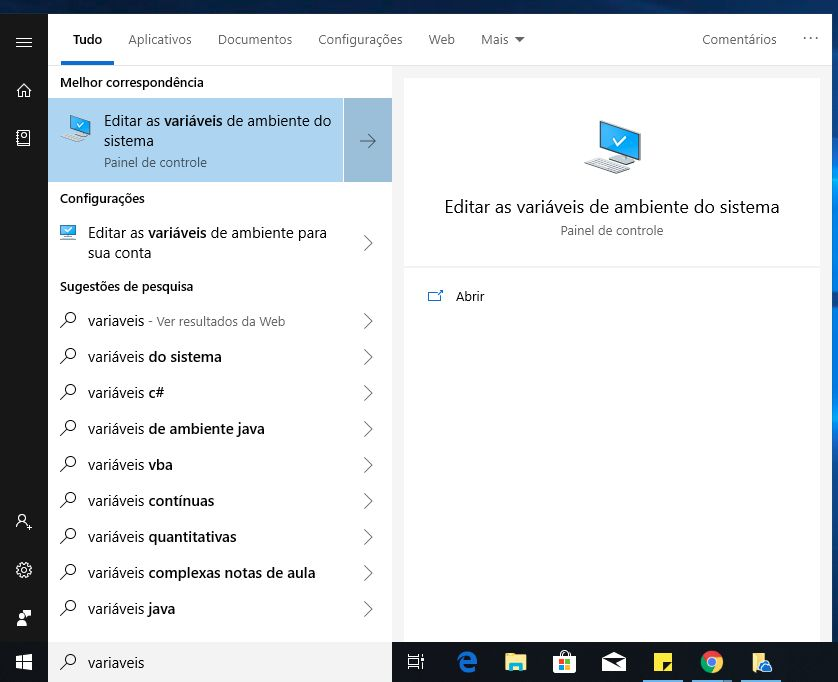 Tudo
Aplicativos
Documentos
Configurações
Web
Mais
Comentários
...
Melhor correspondência
Editar as variáveis de ambiente do
sistema
Painel de controle
Configurações
Editar as variáveis de ambiente para
sua conta
Sugestões de pesquisa
variaveis - Ver resultados da Web
variáveis do sistema
variáveis c#
variáveis de ambiente java
variáveis vba
variáveis contínuas
variáveis quantitativas
variáveis complexas notas de aula
variáveis java
variaveis
Editar as variáveis de ambiente do sistema
Painel de controle
Abrir